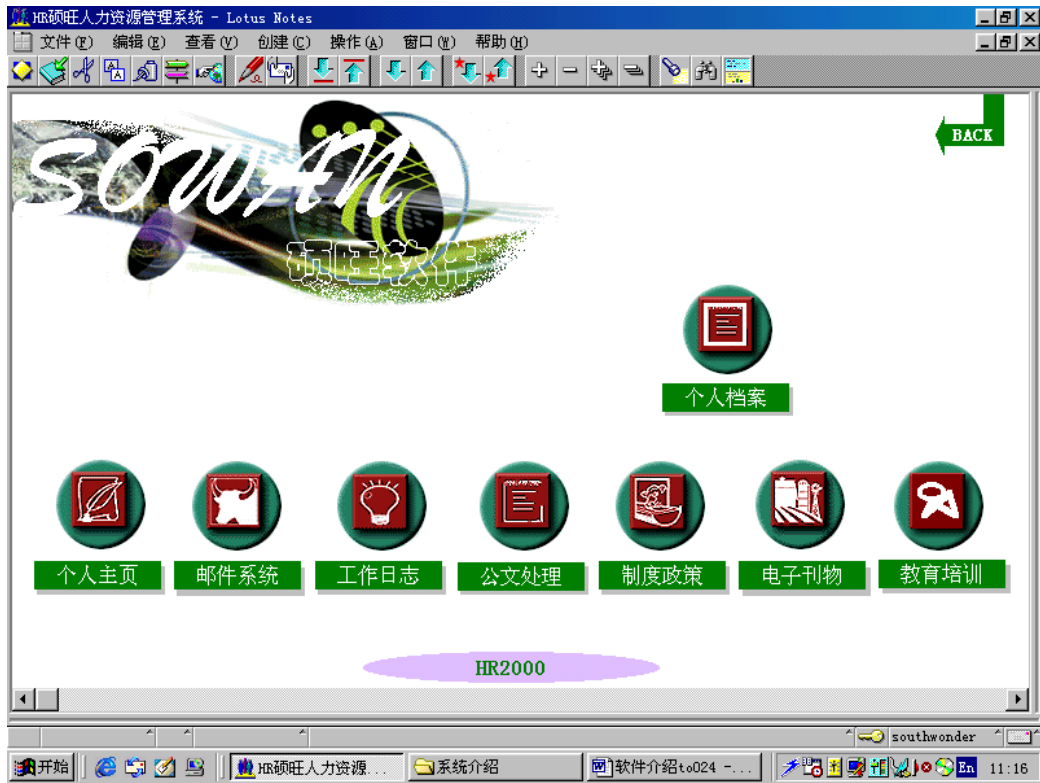 HR硕旺人力资源管理系统 - Lotus Notes
文件(F) 编辑(E) 查看(V) 创建(C) 操作(A) 窗口(W) 帮助(H)
BACK
SOWAN
硕旺软件
个人档案
个人主页 邮件系统 工作日志 公文处理 制度政策 电子刊物 教育培训
HR2000
southwonder
开始 HR硕旺人力资源... 系统介绍 软件介绍to024 -... En 11:16